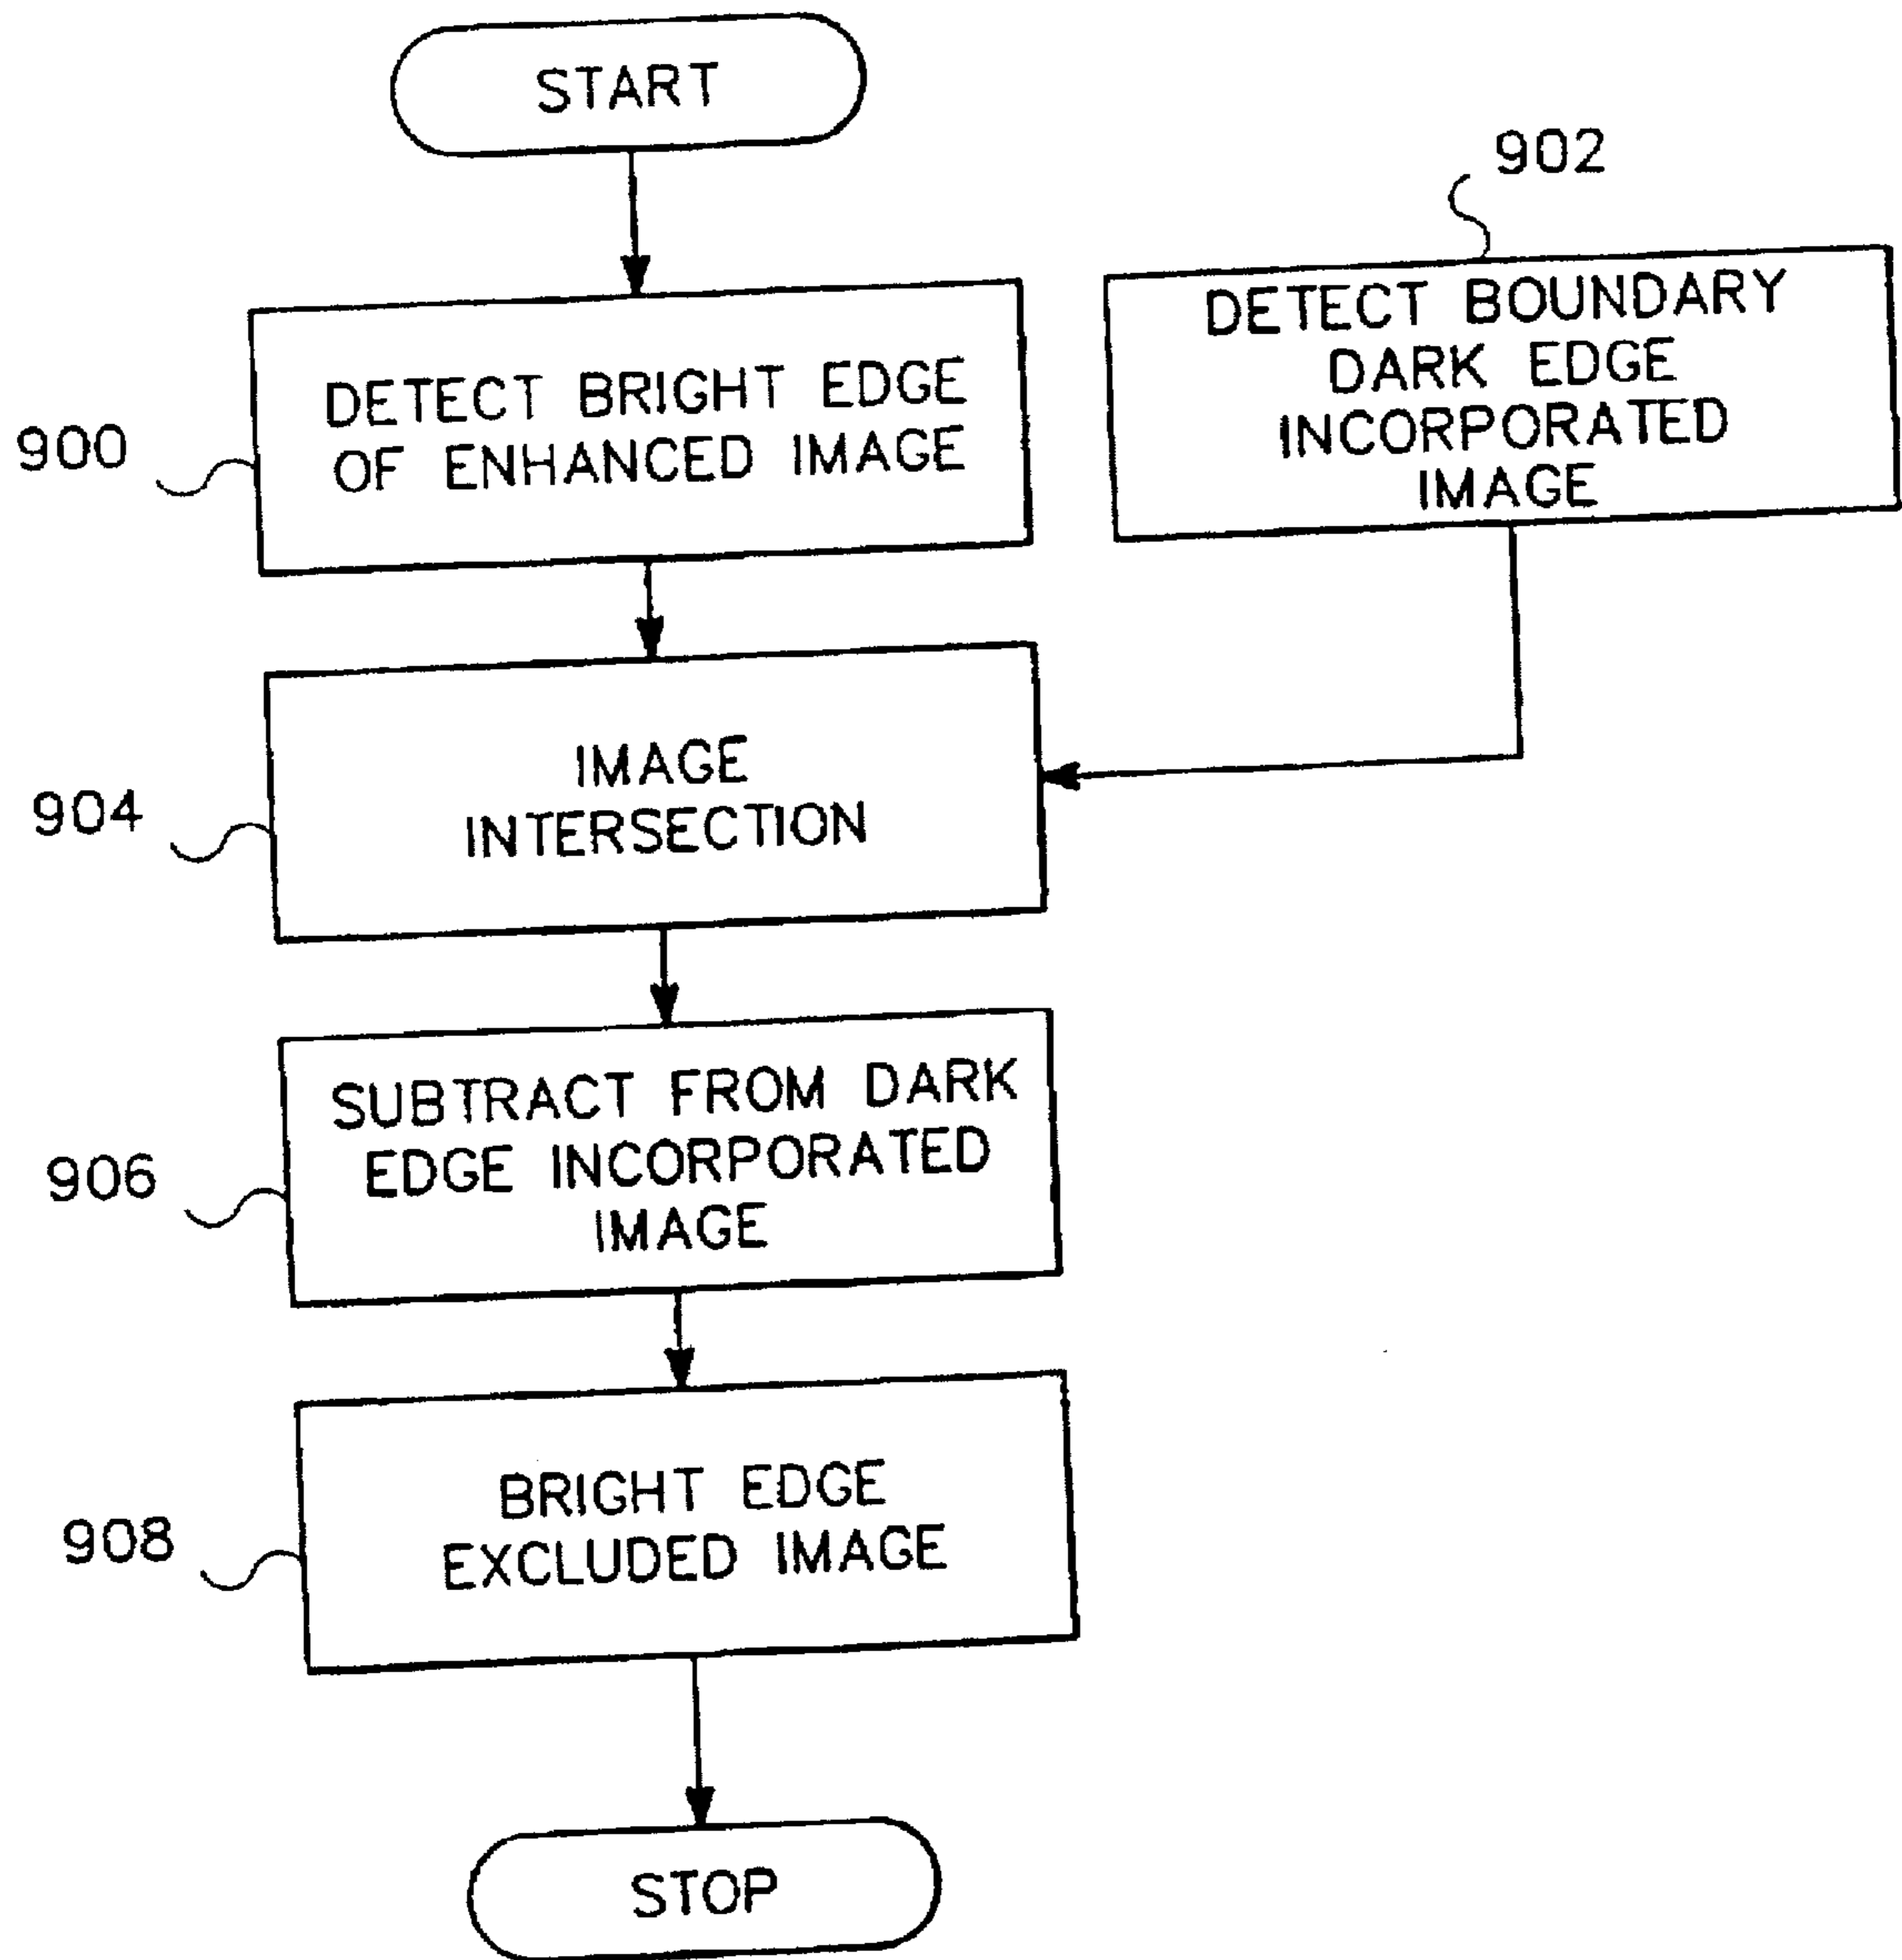 START
902
DETECT BOUNDARY
DARK EDGE
INCORPORATED
IMAGE
900
DETECT BRIGHT EDGE
OF ENHANCED IMAGE
904
IMAGE
INTERSECTION
906
SUBTRACT FROM DARK
EDGE INCORPORATED
IMAGE
908
BRIGHT EDGE
EXCLUDED IMAGE
STOP